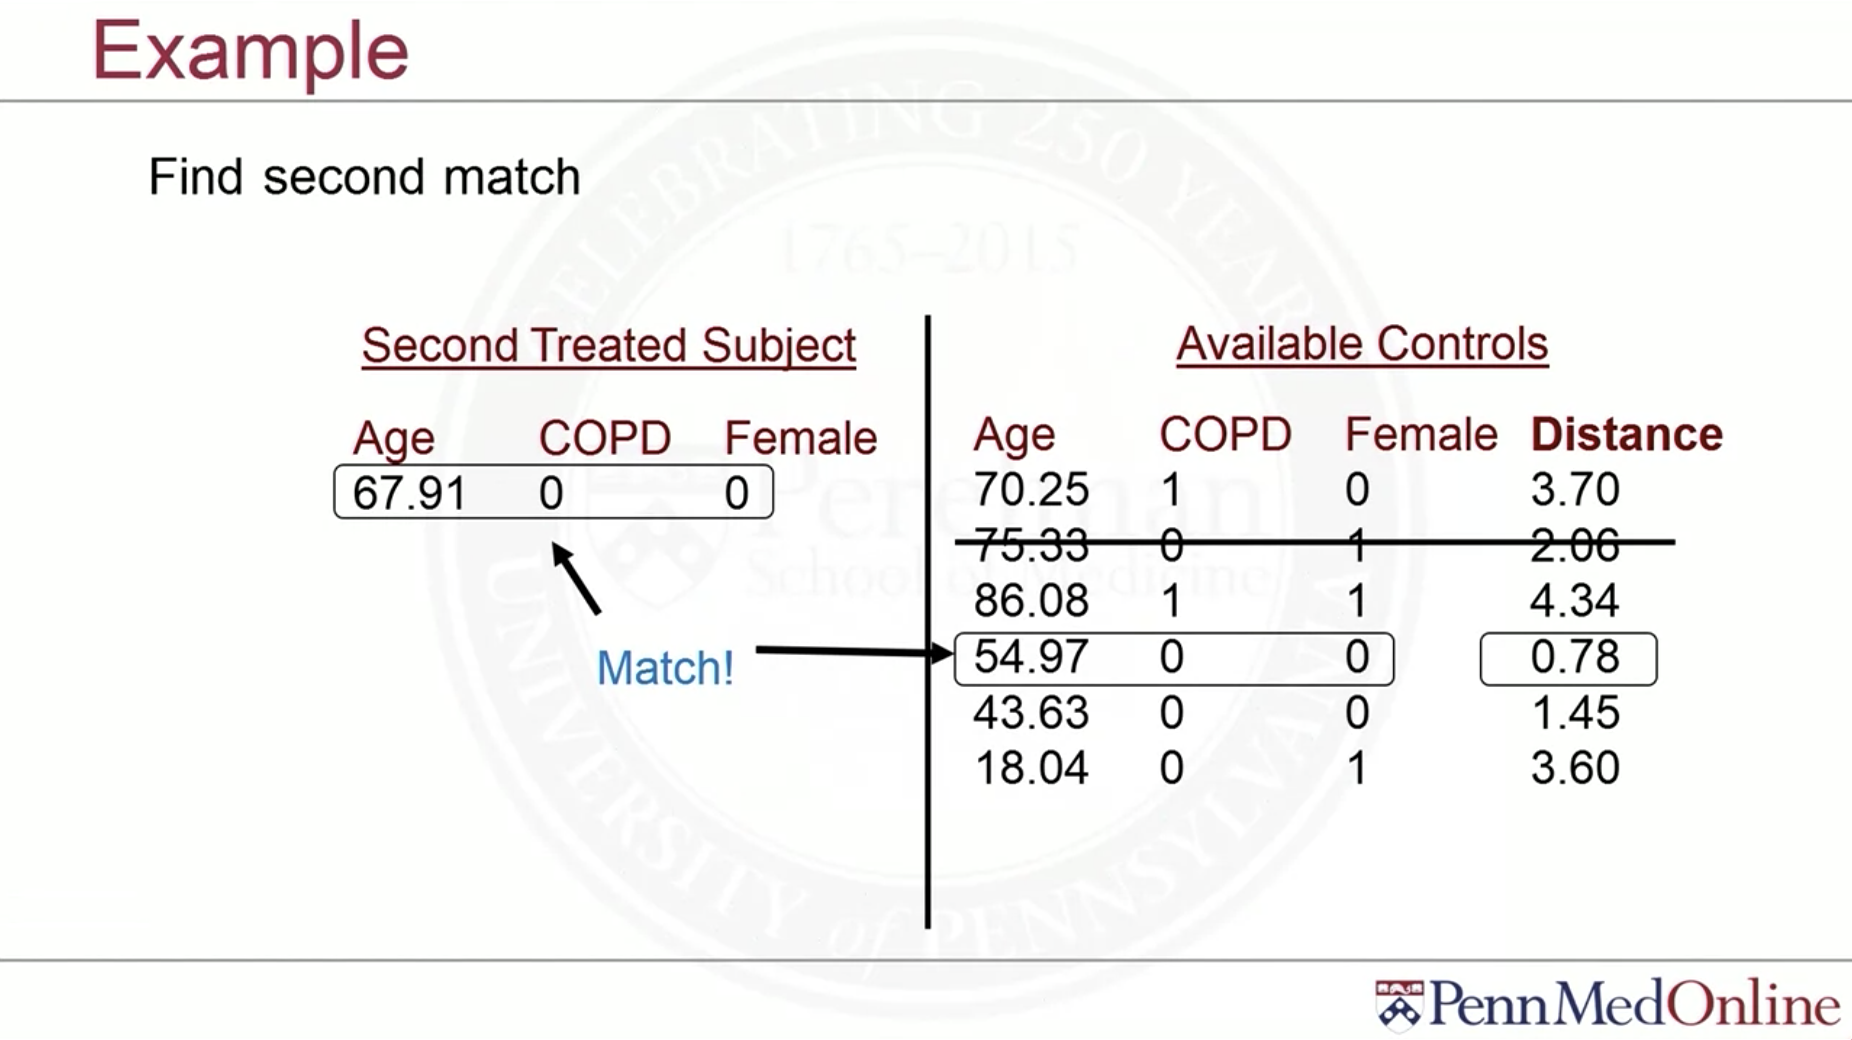 Example
Find second match
CELEBRATING 250 YEARS
1765–2015
Second Treated Subject
Age COPD Female
67.91 0 0
Match!
Available Controls
Age COPD Female Distance
70.25 1 0 3.70
75.33 0 1 2.06
86.08 1 1 4.34
54.97 0 0 0.78
43.63 0 0 1.45
18.04 0 1 3.60
Perelman
School of Medicine
UNIVERSITY of PENNSYLVANIA
PennMedOnline